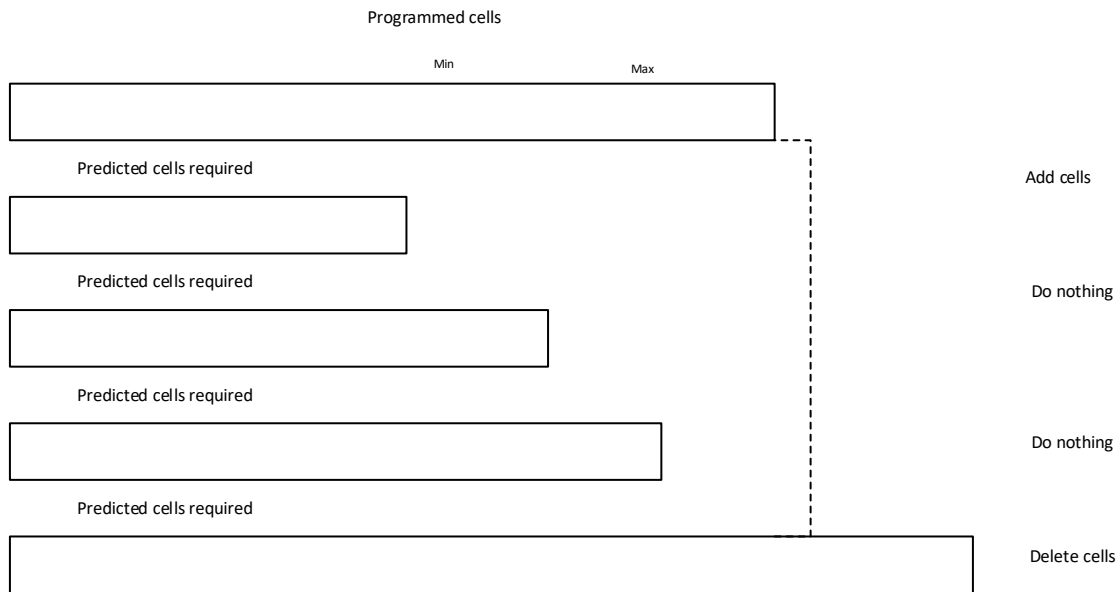 Programmed cells
Min
Max
Predicted cells required
Add cells
Predicted cells required
Do nothing
Predicted cells required
Do nothing
Predicted cells required
Delete cells